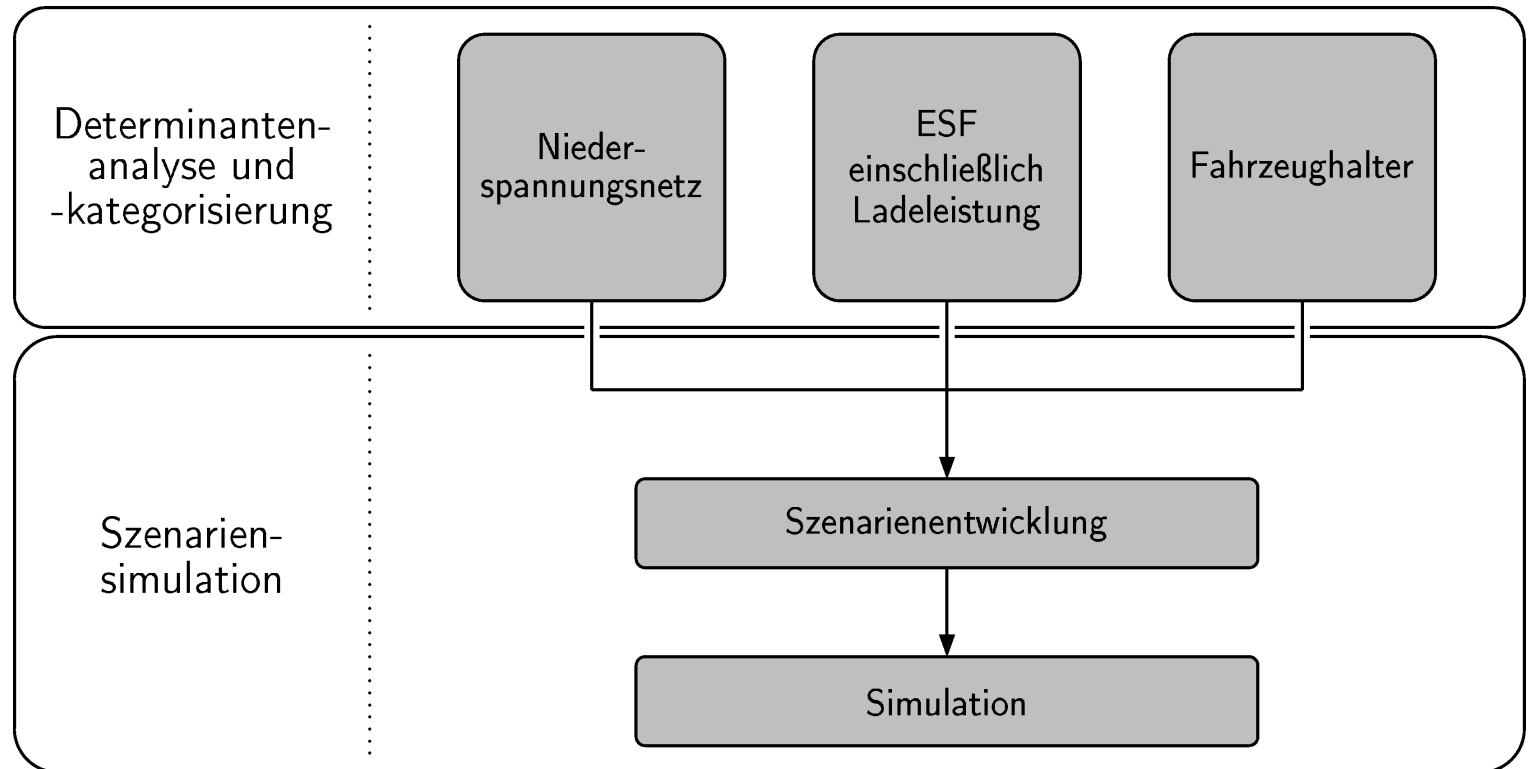 Determinanten-
analyse und
-kategorisierung
Nieder-
spannungsnetz
ESF
einschließlich
Ladeleistung
Fahrzeughalter
Szenarien-
simulation
Szenarienentwicklung
Simulation